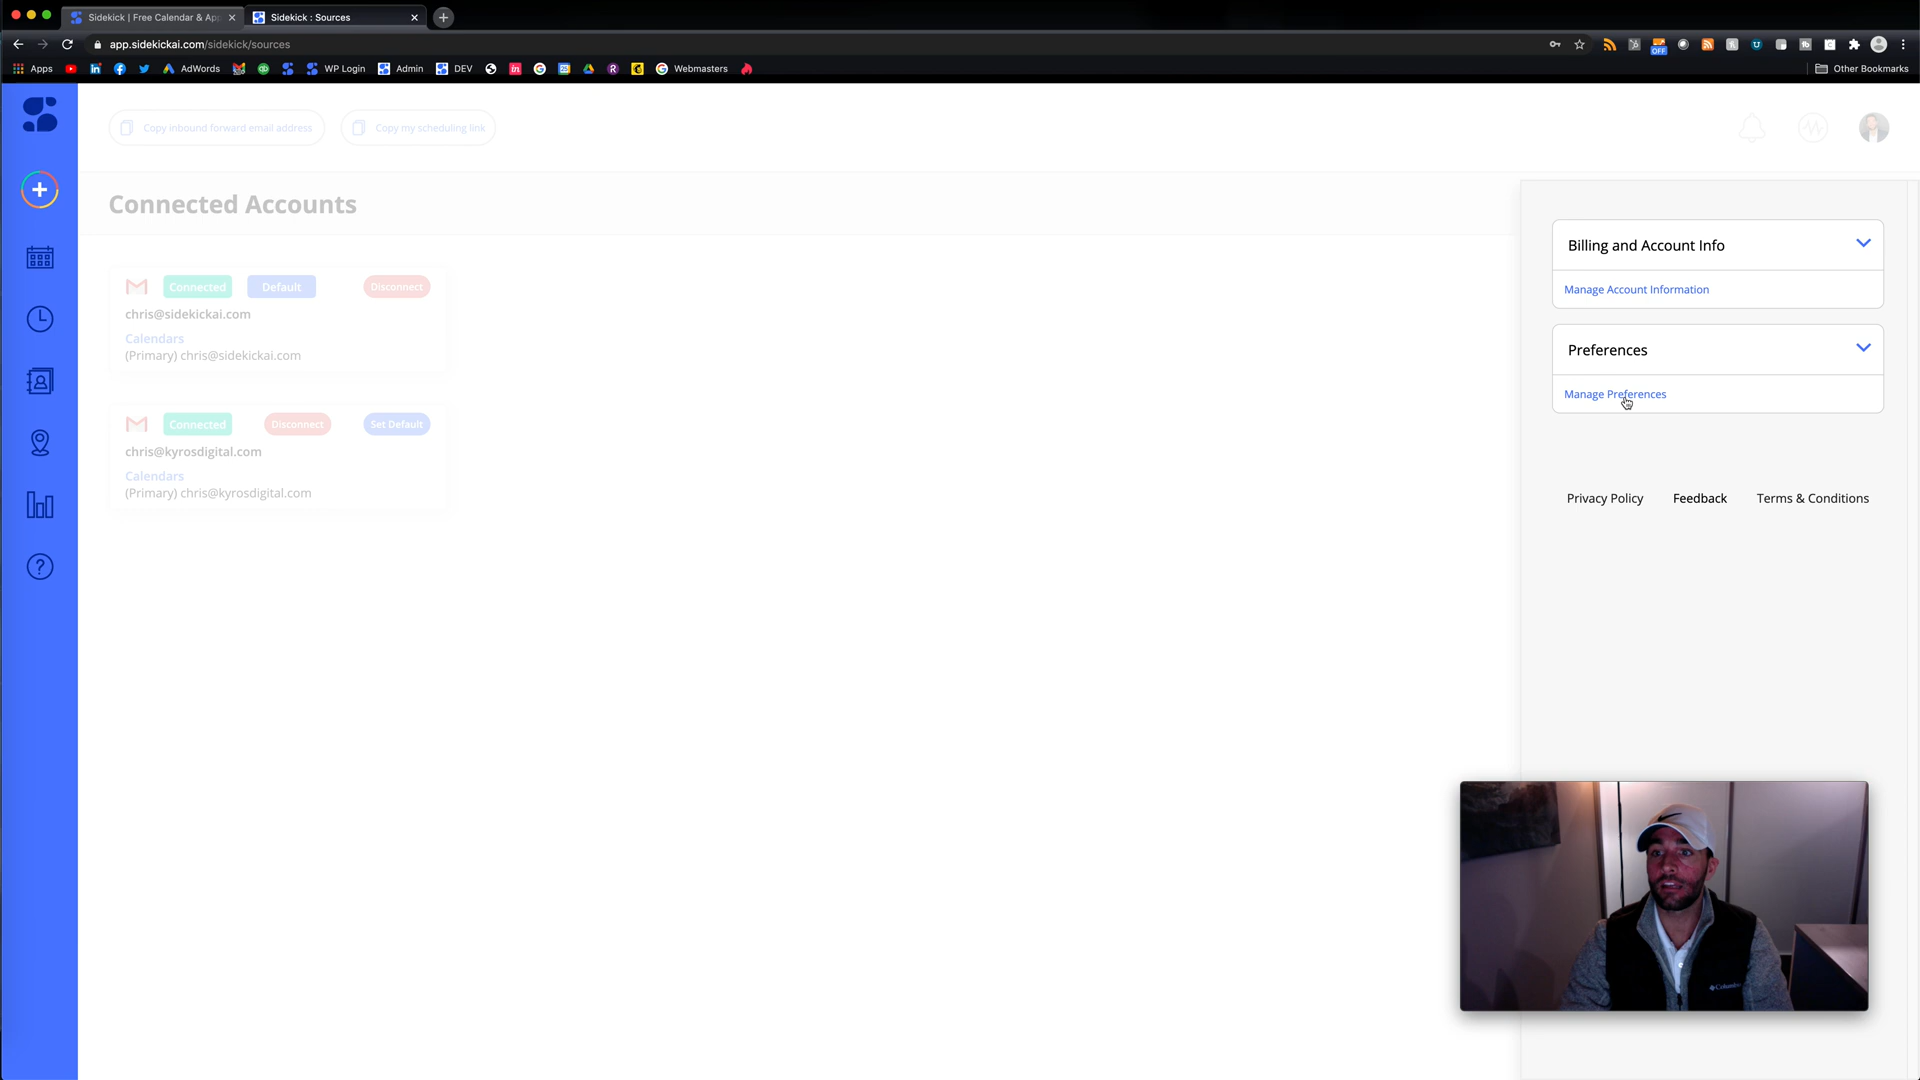 Sidekick | Free Calendar & App
Sidekick : Sources
app.sidekickai.com/sidekick/sources
OFF
Apps
AdWords
WP Login
Admin
DEV
Webmasters
Other Bookmarks
Copy inbound forward email address
Copy my scheduling link
Connected Accounts
Connected
Default
Disconnect
chris@sidekickai.com
Calendars
(Primary) chris@sidekickai.com
Connected
Disconnect
Set Default
chris@kyrosdigital.com
Calendars
(Primary) chris@kyrosdigital.com
Billing and Account Info
Manage Account Information
Preferences
Manage Preferences
Privacy Policy
Feedback
Terms & Conditions
Columbia